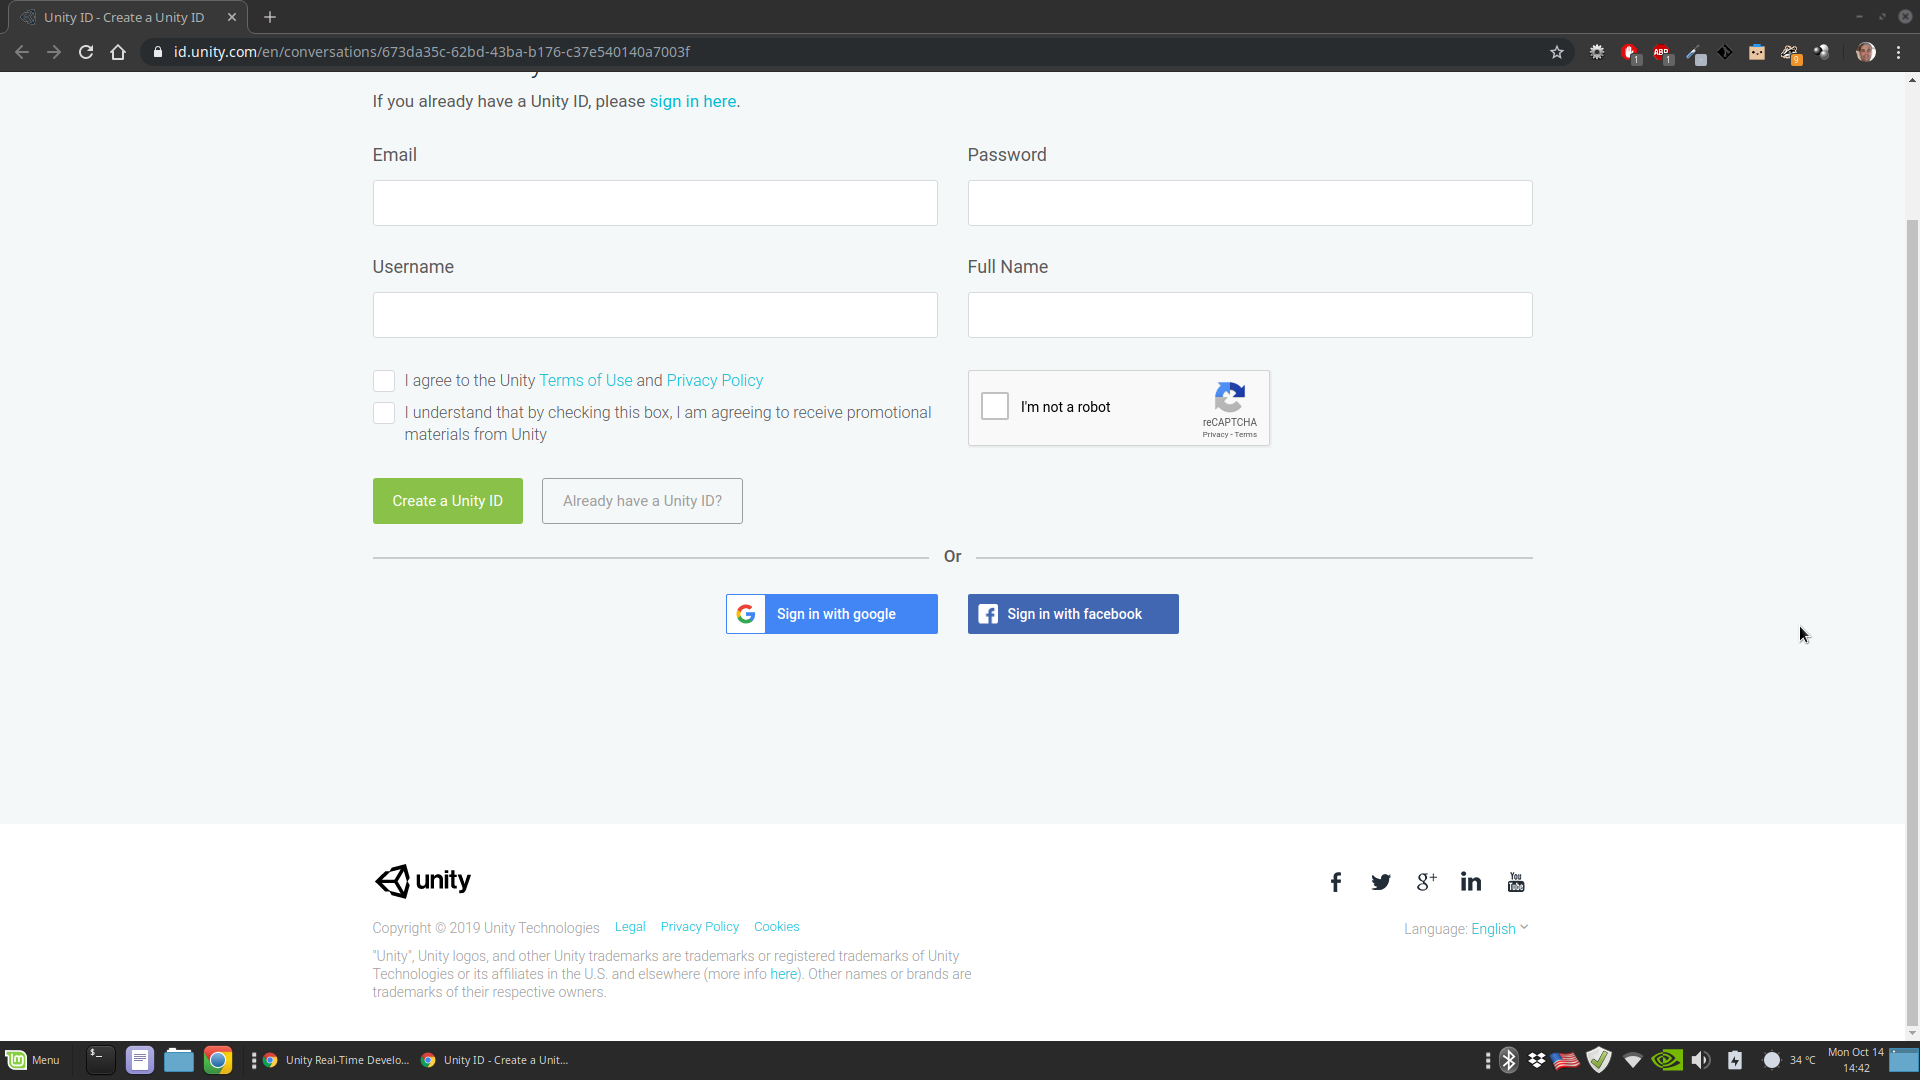 Unity ID - Create a Unity ID
id.unity.com/en/conversations/673da35c-62bd-43ba-b176-c37e540140a7003f
1
ABP
1
9
If you already have a Unity ID, please sign in here.
Email
Password
Username
Full Name
I agree to the Unity Terms of Use and Privacy Policy
I understand that by checking this box, I am agreeing to receive promotional
materials from Unity
I'm not a robot
reCAPTCHA
Privacy - Terms
Create a Unity ID
Already have a Unity ID?
Or
Sign in with google
Sign in with facebook
unity
You
Tube
Copyright © 2019 Unity Technologies Legal Privacy Policy Cookies
Language: English
"Unity", Unity logos, and other Unity trademarks are trademarks or registered trademarks of Unity
Technologies or its affiliates in the U.S. and elsewhere (more info here). Other names or brands are
trademarks of their respective owners.
Menu
Unity Real-Time Develo...
Unity ID - Create a Unit...
34 °C
Mon Oct 14
14:42